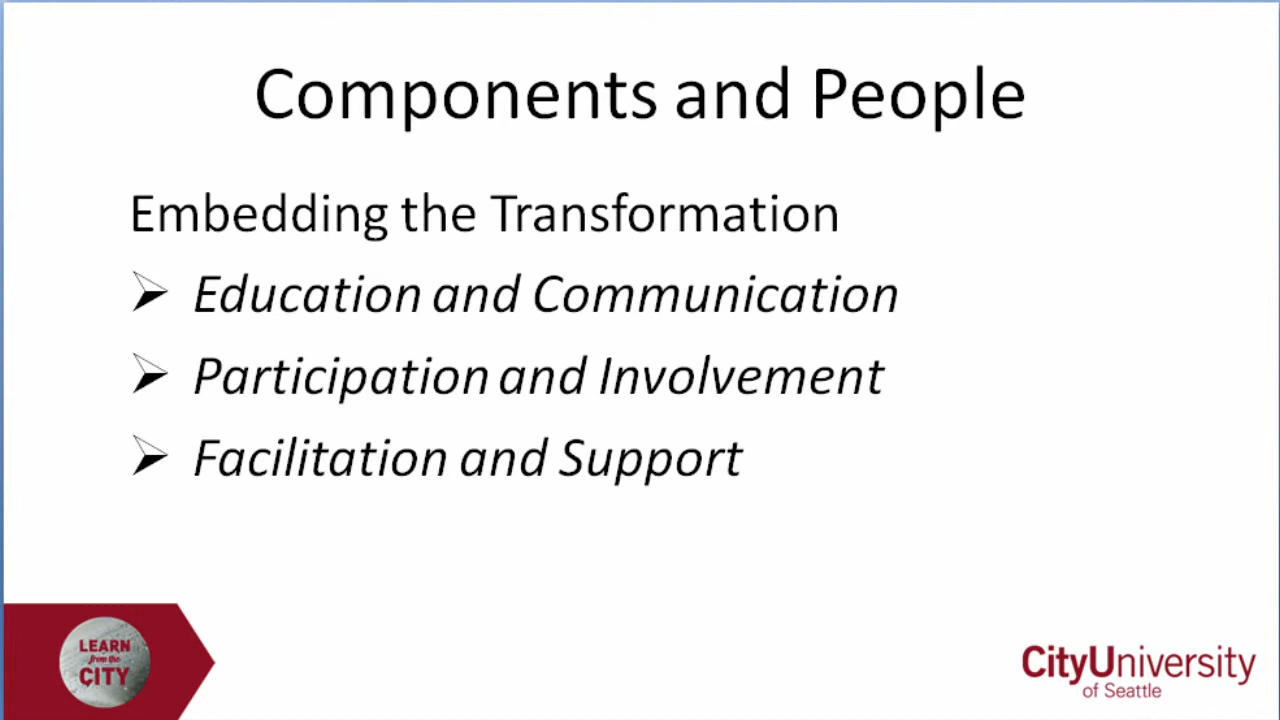 Components and People
Embedding the Transformation
Education and Communication
Participation and Involvement
Facilitation and Support
LEARN
from the
CITY
CityUniversity
of Seattle